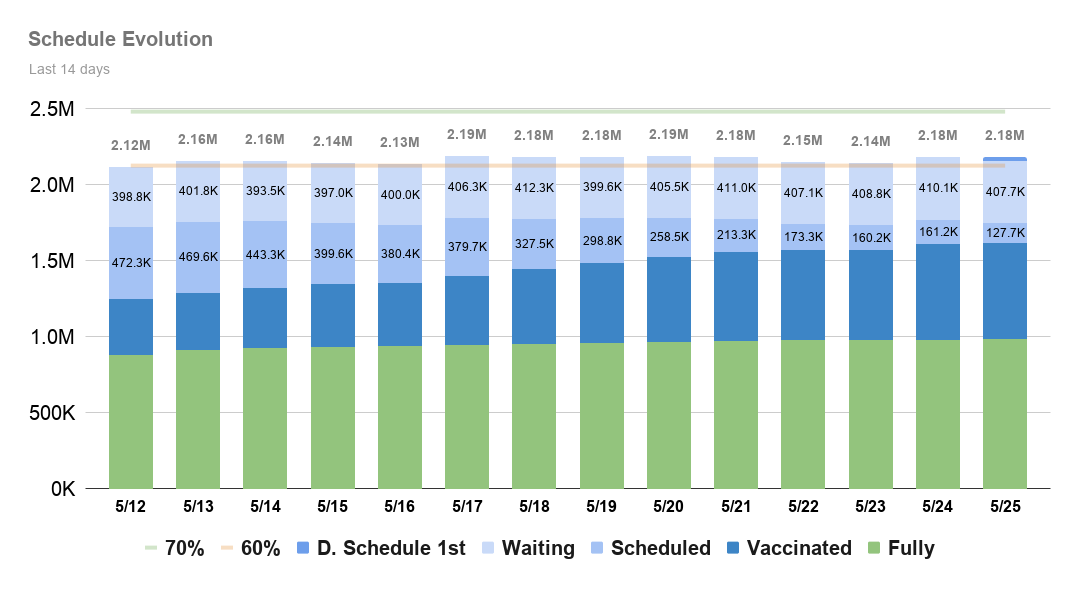 Schedule Evolution
Last 14 days
2.5M
2.0M
1.5M
1.0M
500K
0K
2.12M 2.16M 2.16M 2.14M 2.13M 2.19M 2.18M 2.18M 2.19M 2.18M 2.15M 2.14M 2.18M 2.18M
398.8K 401.8K 393.5K 397.0K 400.0K 406.3K 412.3K 399.6K 405.5K 411.0K 407.1K 408.8K 410.1K 407.7K
472.3K 469.6K 443.3K 399.6K 380.4K 379.7K 327.5K 298.8K 258.5K 213.3K 173.3K 160.2K 161.2K 127.7K
5/12 5/13 5/14 5/15 5/16 5/17 5/18 5/19 5/20 5/21 5/22 5/23 5/24 5/25
70% 60% D. Schedule 1st Waiting Scheduled Vaccinated Fully